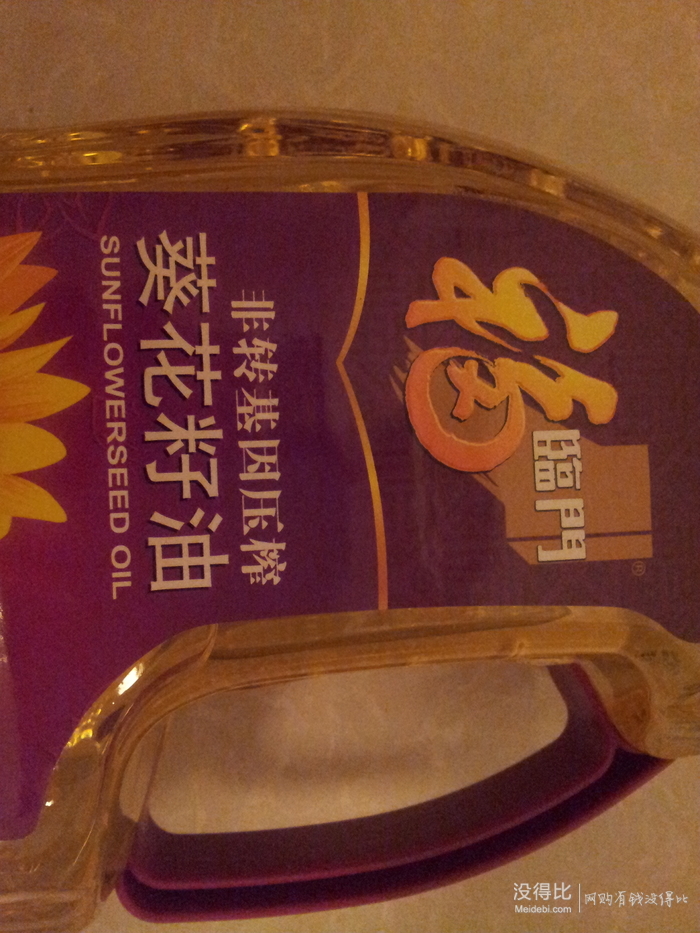 福臨門
®
非转基因压榨
葵花籽油
SUNFLOWERSEED OIL
没得比
Meidebi.com
网购有钱没得比